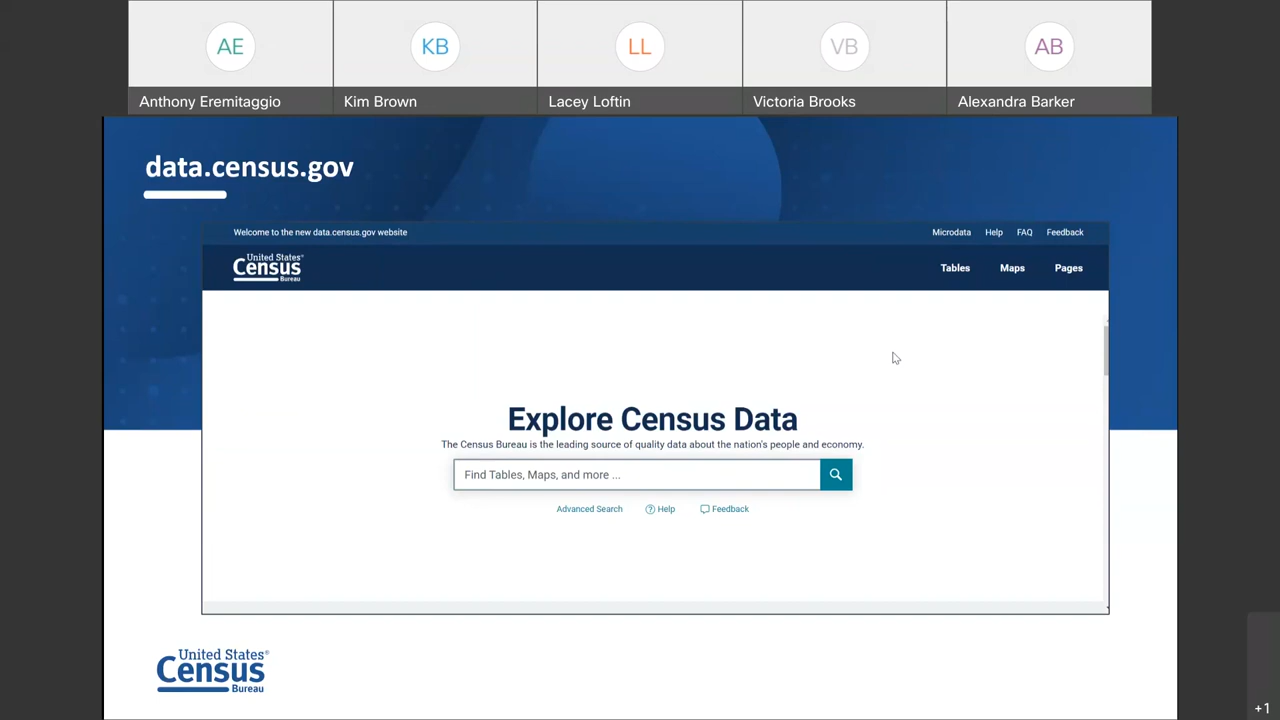 AE
KB
LL
VB
AB
Anthony Eremitaggio
Kim Brown
Lacey Loftin
Victoria Brooks
Alexandra Barker
data.census.gov
Welcome to the new data.census.gov website
Microdata
Help
FAQ
Feedback
United States®
Census
Bureau
Tables
Maps
Pages
Explore Census Data
The Census Bureau is the leading source of quality data about the nation's people and economy.
Find Tables, Maps, and more ...
Advanced Search
Help
Feedback
United States®
Census
Bureau
+1